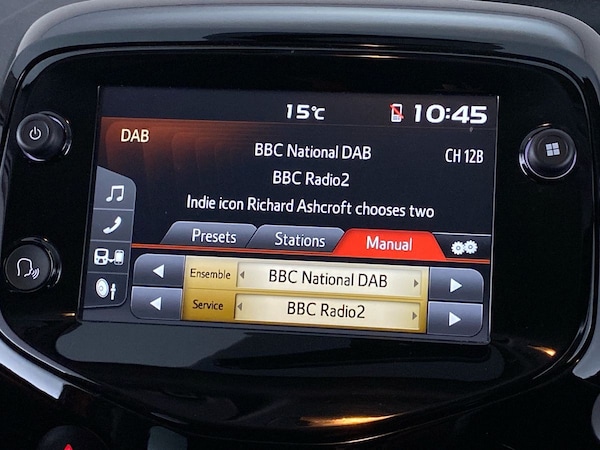 15°C 10:45
DAB
BBC National DAB CH 12B
BBC Radio2
Indie icon Richard Ashcroft chooses two
Presets Stations Manual
Ensemble BBC National DAB
Service BBC Radio2